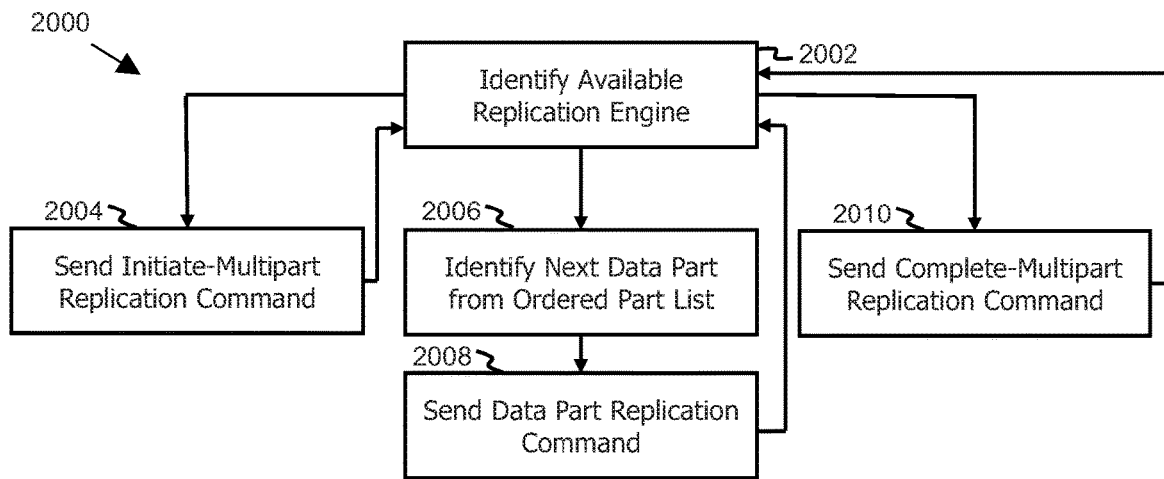 2000
2002
Identify Available
Replication Engine
2004
Send Initiate-Multipart
Replication Command
2006
Identify Next Data Part
from Ordered Part List
2010
Send Complete-Multipart
Replication Command
2008
Send Data Part Replication
Command